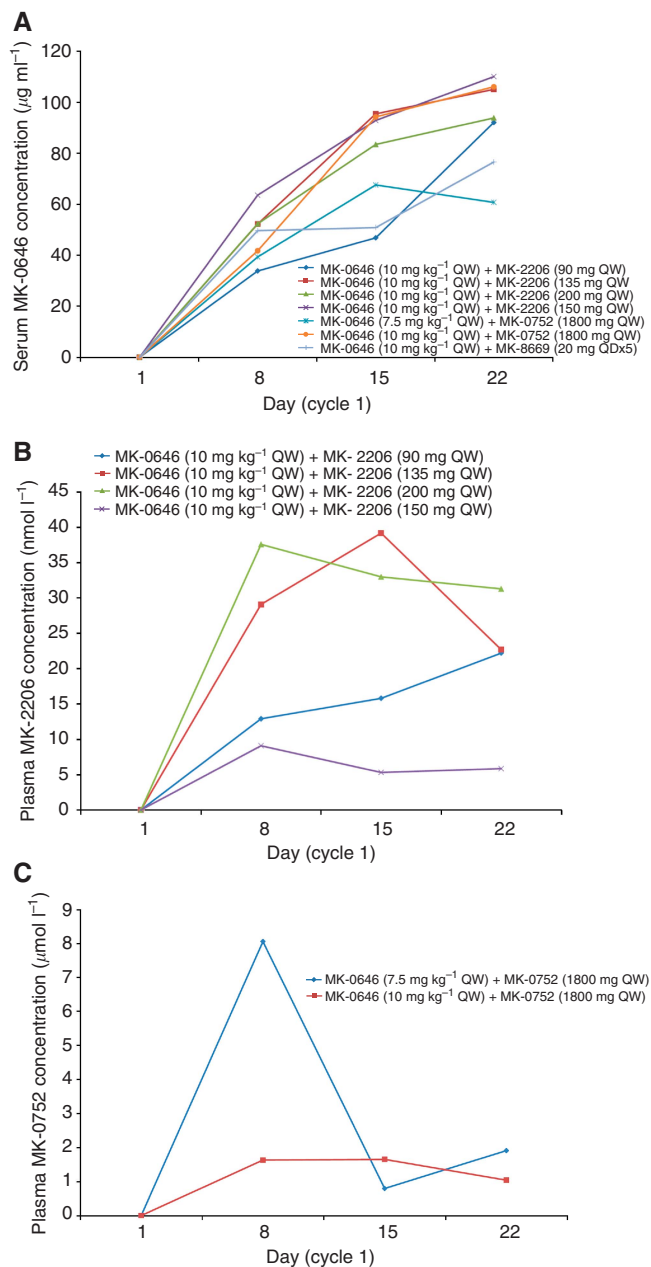 A
Serum MK-0646 concentration (μg ml⁻¹)
120
100
80
60
40
20
0
MK-0646 (10 mg kg⁻¹ QW) + MK-2206 (90 mg QW)
MK-0646 (10 mg kg⁻¹ QW) + MK-2206 (135 mg QW
MK-0646 (10 mg kg⁻¹ QW) + MK-2206 (200 mg QW)
MK-0646 (10 mg kg⁻¹ QW) + MK-2206 (150 mg QW)
MK-0646 (7.5 mg kg⁻¹ QW) + MK-0752 (1800 mg QW)
MK-0646 (10 mg kg⁻¹ QW) + MK-0752 (1800 mg QW)
MK-0646 (10 mg kg⁻¹ QW) + MK-8669 (20 mg QDx5)
1 8 15 22
Day (cycle 1)
B
MK-0646 (10 mg kg⁻¹ QW) + MK- 2206 (90 mg QW)
MK-0646 (10 mg kg⁻¹ QW) + MK- 2206 (135 mg QW)
MK-0646 (10 mg kg⁻¹ QW) + MK- 2206 (200 mg QW)
MK-0646 (10 mg kg⁻¹ QW) + MK- 2206 (150 mg QW)
Plasma MK-2206 concentration (nmol l⁻¹)
45
40
35
30
25
20
15
10
5
0
1 8 15 22
Day (cycle 1)
C
Plasma MK-0752 concentration (μmol l⁻¹)
9
8
7
6
5
4
3
2
1
0
MK-0646 (7.5 mg kg⁻¹ QW) + MK-0752 (1800 mg QW)
MK-0646 (10 mg kg⁻¹ QW) + MK-0752 (1800 mg QW)
1 8 15 22
Day (cycle 1)